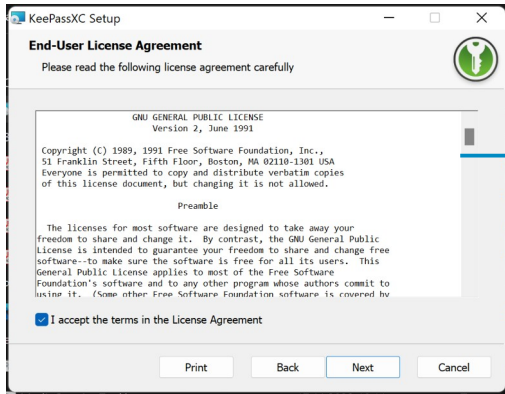 KeePassXC Setup
End-User License Agreement
Please read the following license agreement carefully
GNU GENERAL PUBLIC LICENSE
Version 2, June 1991
Copyright (C) 1989, 1991 Free Software Foundation, Inc.,
51 Franklin Street, Fifth Floor, Boston, MA 02110-1301 USA
Everyone is permitted to copy and distribute verbatim copies
of this license document, but changing it is not allowed.
Preamble
The licenses for most software are designed to take away your
freedom to share and change it.  By contrast, the GNU General Public
License is intended to guarantee your freedom to share and change free
software--to make sure the software is free for all its users.  This
General Public License applies to most of the Free Software
Foundation's software and to any other program whose authors commit to
using it.  (Some other Free Software Foundation software is covered by
I accept the terms in the License Agreement
Print
Back
Next
Cancel